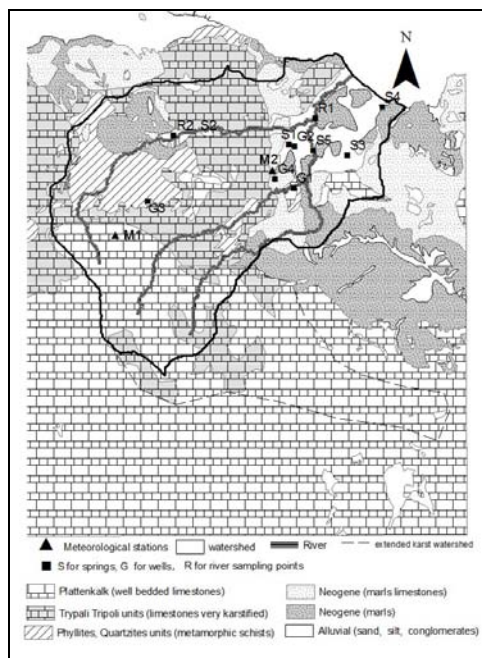 N
S4
R1
R2 S2
S1 G2 S5
S3
M2
G4
G1
G3
M1
Meteorological stations watershed River extended karst watershed
S for springs, G for wells, R for river sampling points
Plattenkalk (well bedded limestones) Neogene (marls limestones)
Trypali Tripoli units (limestones very karstified) Neogene (marls)
Phyllites, Quartzites units (metamorphic schists) Alluvial (sand, silt, conglomerates)